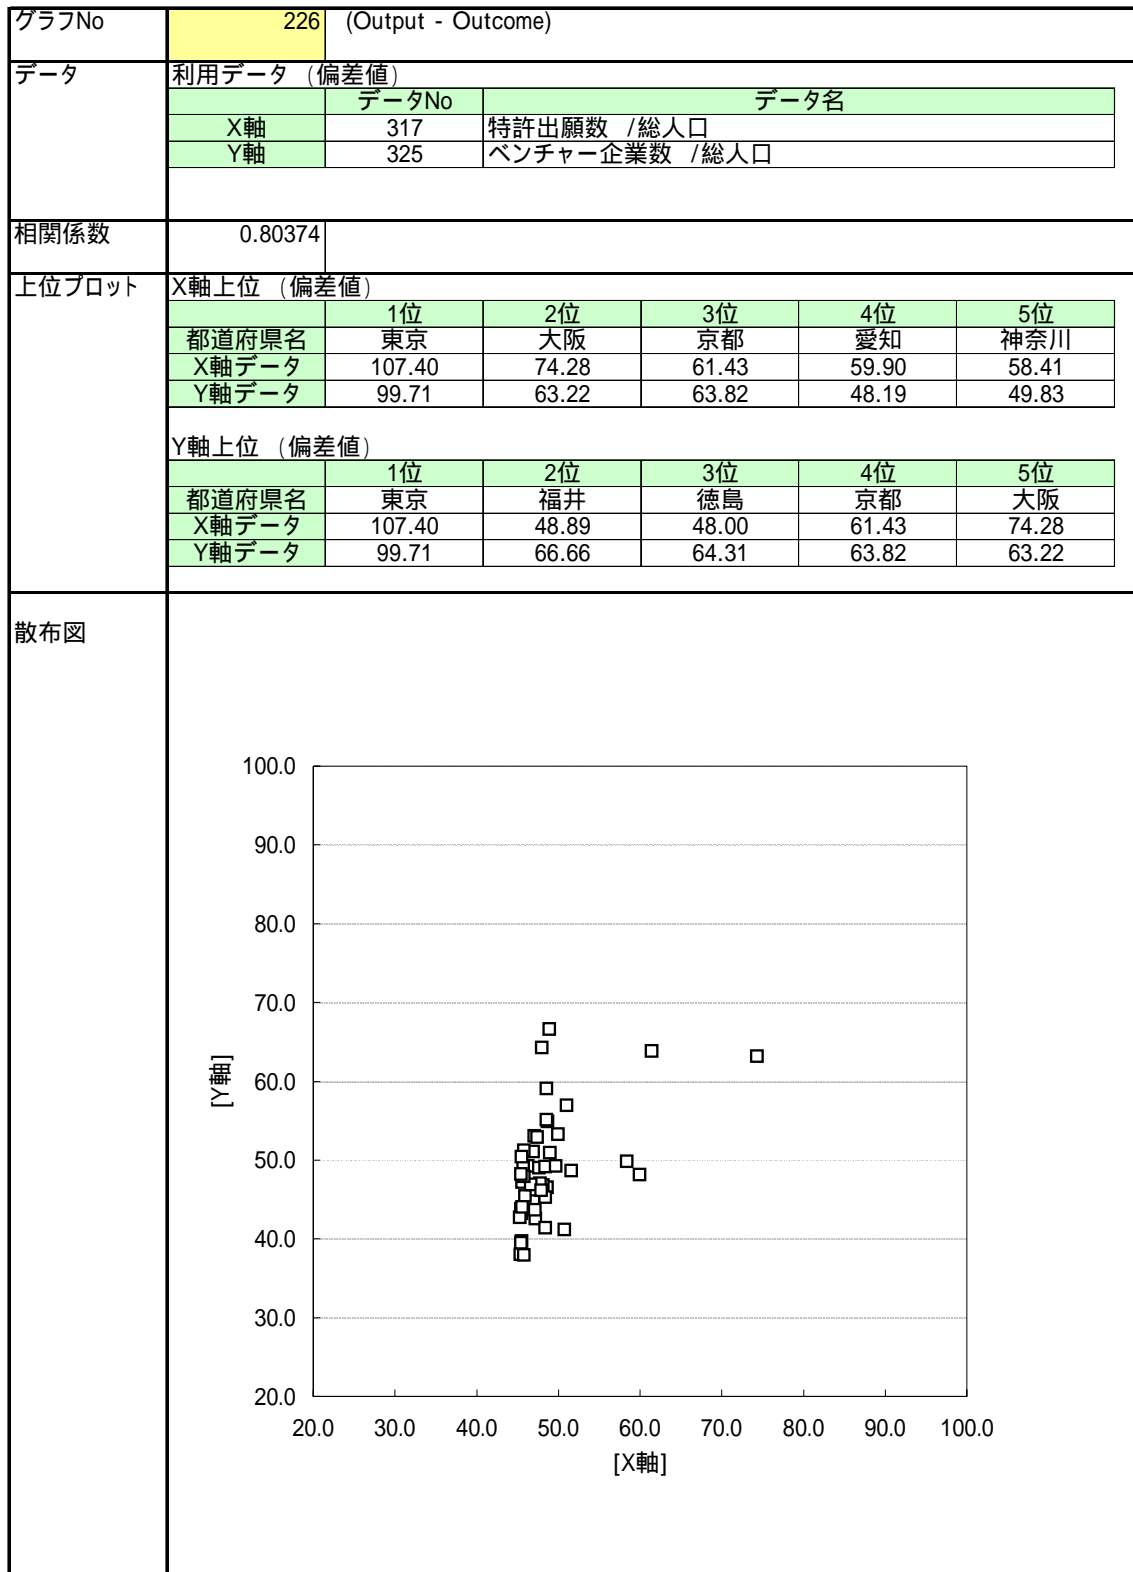 グラフNo 226 (Output - Outcome)
データ 利用データ (偏差値)
データNo データ名
X軸 317 特許出願数 /総人口
Y軸 325 ベンチャー企業数 /総人口
相関係数 0.80374
上位プロット X軸上位 (偏差値)
1位 2位 3位 4位 5位
都道府県名 東京 大阪 京都 愛知 神奈川
X軸データ 107.40 74.28 61.43 59.90 58.41
Y軸データ 99.71 63.22 63.82 48.19 49.83
Y軸上位 (偏差値)
1位 2位 3位 4位 5位
都道府県名 東京 福井 徳島 京都 大阪
X軸データ 107.40 48.89 48.00 61.43 74.28
Y軸データ 99.71 66.66 64.31 63.82 63.22
散布図
100.0
90.0
80.0
70.0
60.0
50.0
40.0
30.0
20.0
[Y軸]
20.0 30.0 40.0 50.0 60.0 70.0 80.0 90.0 100.0
[X軸]